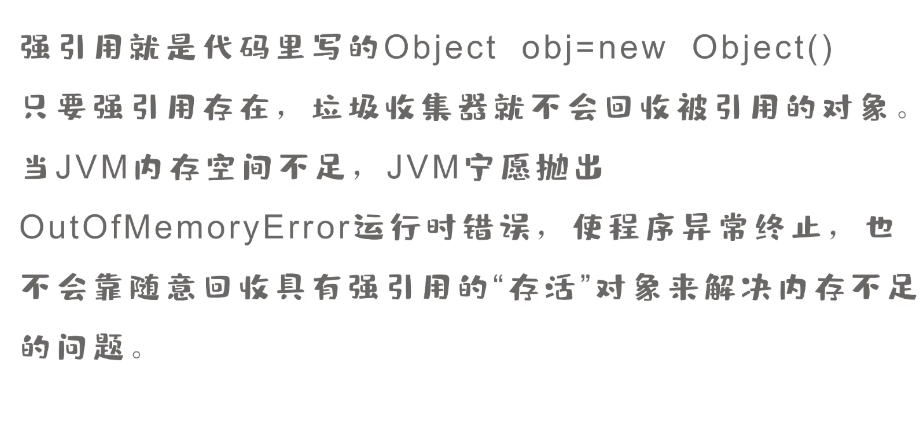 强引用就是代码里写的Object obj=new Object()
只要强引用存在，垃圾收集器就不会回收被引用的对象。
当JVM内存空间不足，JVM宁愿抛出
OutOfMemoryError运行时错误，使程序异常终止，也
不会靠随意回收具有强引用的“存活”对象来解决内存不足
的问题。